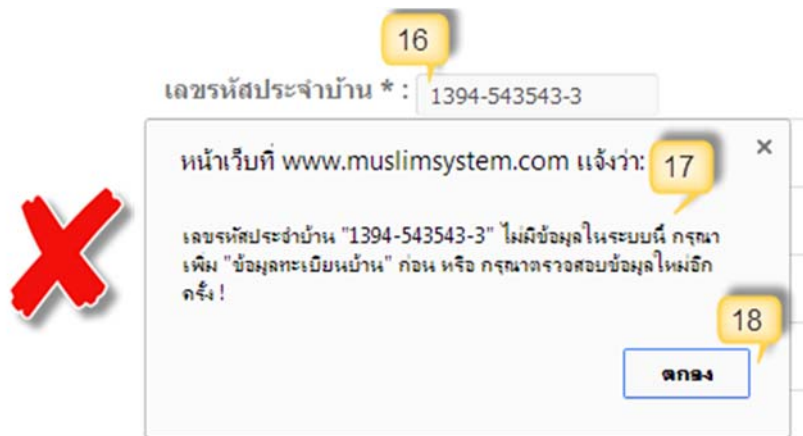 16
เลขรหัสประจำบ้าน * : 1394-543543-3
หน้าเว็บที่ www.muslimsystem.com แจ้งว่า: 17
เลขรหัสประจำบ้าน "1394-543543-3" ไม่มีข้อมูลในระบบนี้ กรุณา
เพิ่ม "ข้อมูลทะเบียนบ้าน" ก่อน หรือ กรุณาตรวจสอบข้อมูลใหม่อีก
ครั้ง !
18
ตกลง